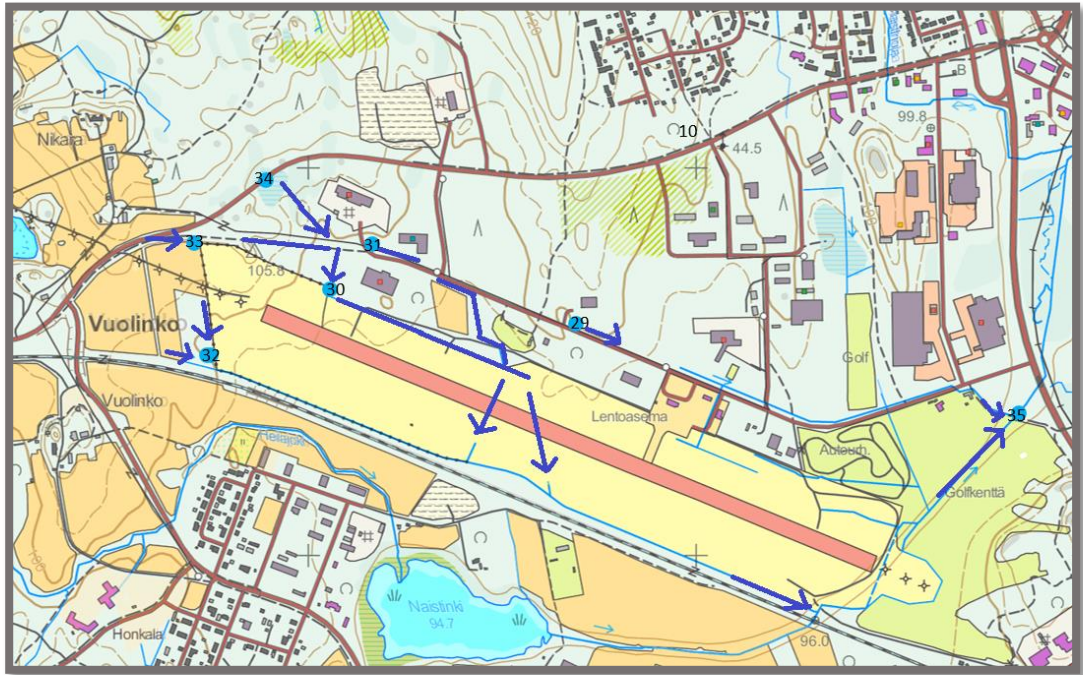 Nikara
10
44.5
99.8
B
34
33
31
105.8
30
29
Vuolinko
32
Vuolinko
Golf
Lentoasema
35
Autourh.
Golfkenttä
Naistinki
94.7
Honkala
96.0